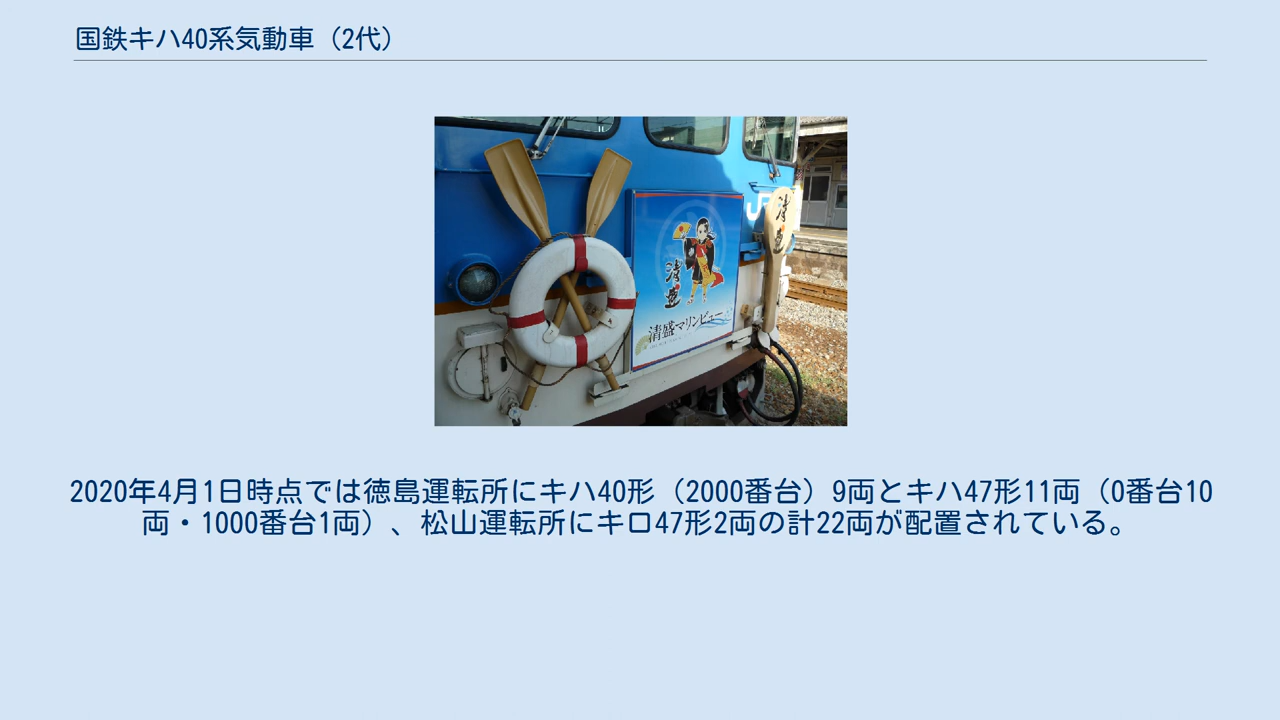 国鉄キハ40系気動車（2代）
JR
清盛
清盛
清盛マリンビュー
2020年4月1日時点では徳島運転所にキハ40形（2000番台）9両とキハ47形11両（0番台10
両・1000番台1両）、松山運転所にキロ47形2両の計22両が配置されている。